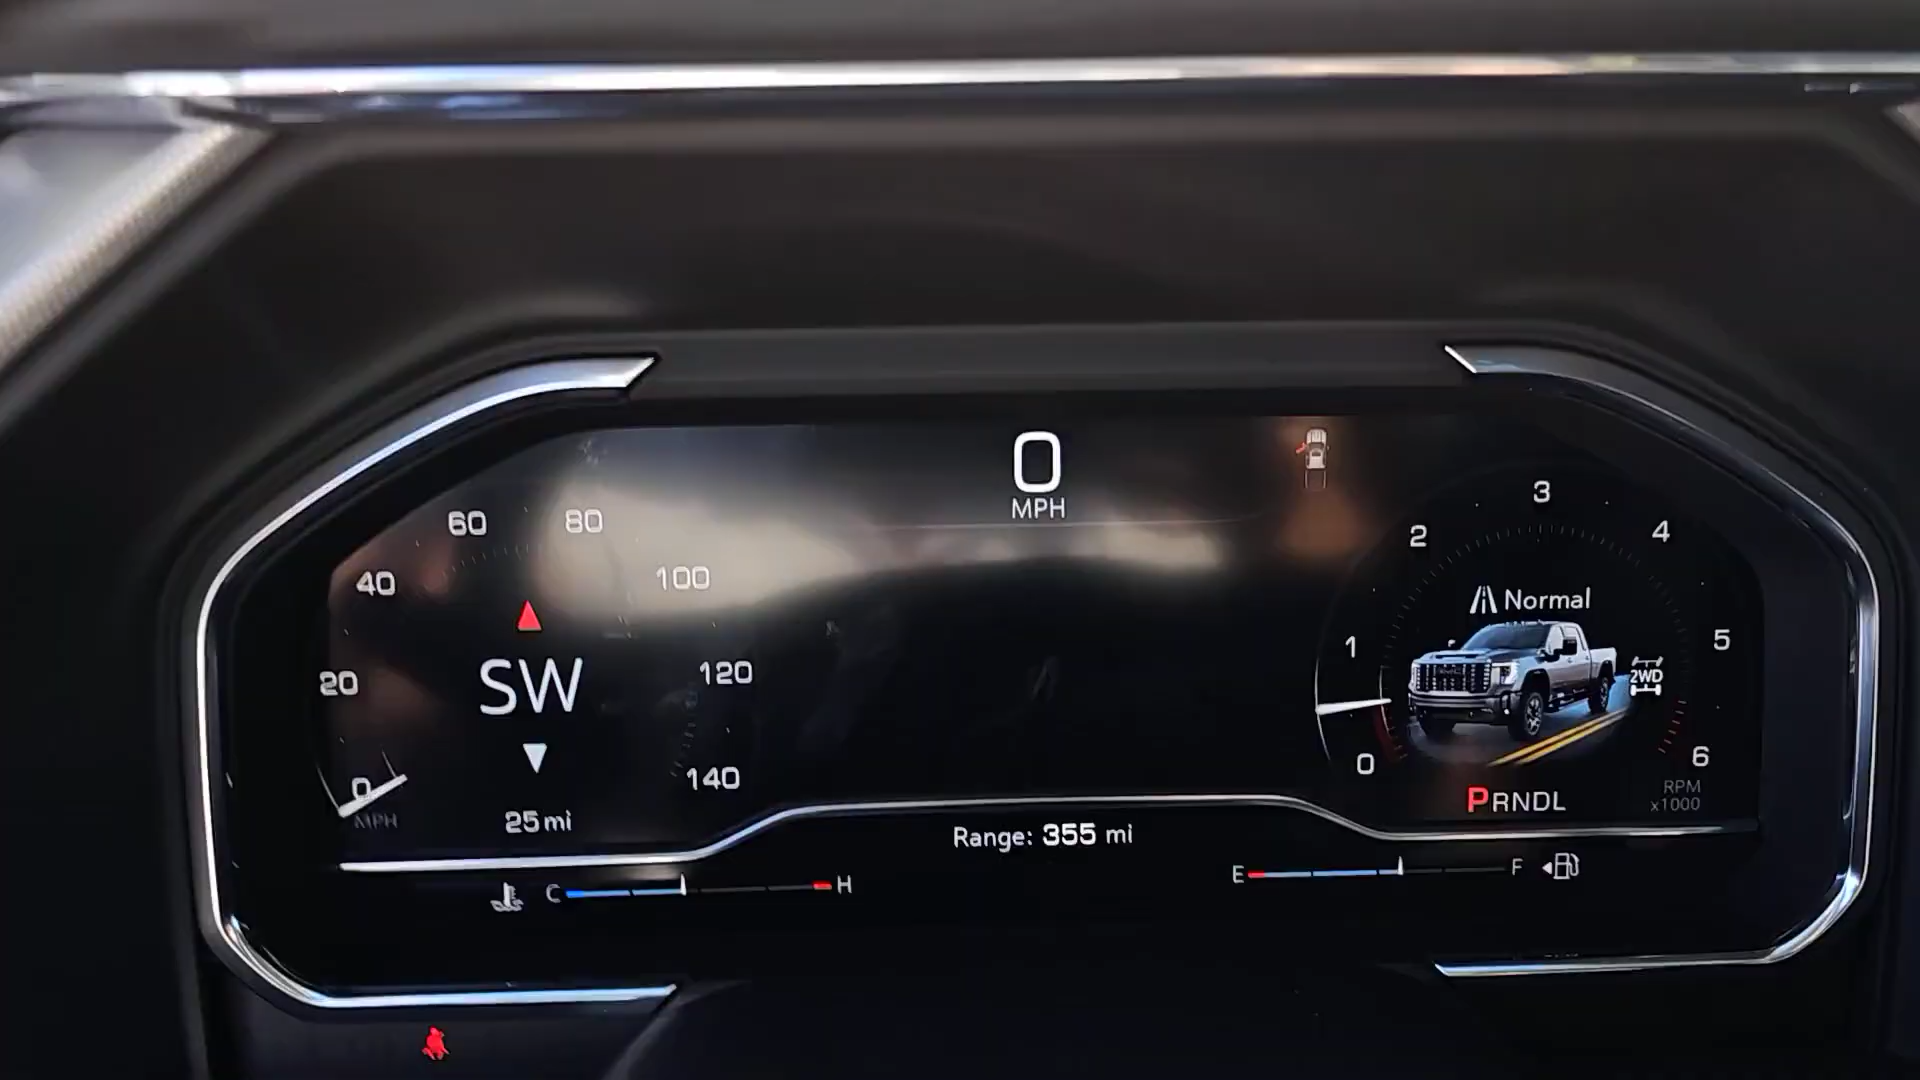 0
MPH
60 80
40 100
20 120
0 140
MPH
SW
25 mi
Range: 355 mi
C H
E F
3
2 4
1 5
0 6
Normal
2WD
PRNDL
RPM
x1000